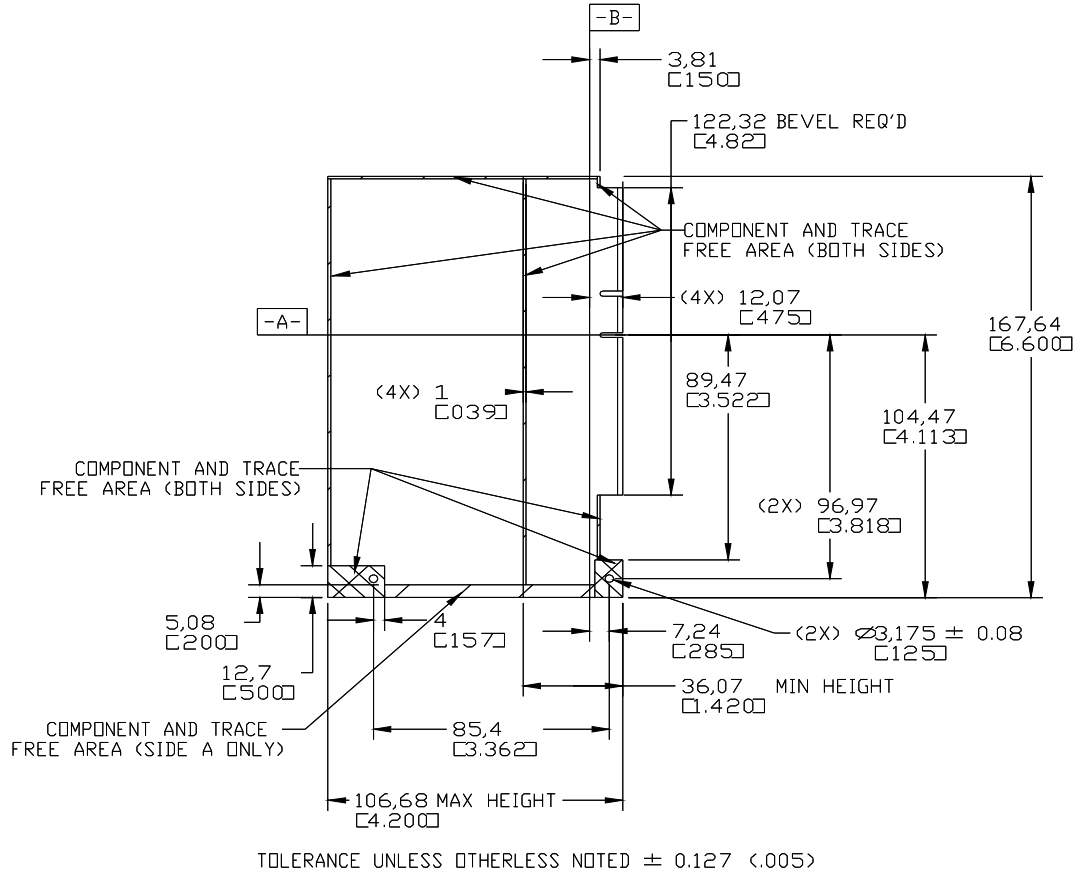 -B-
3,81
[150]
122,32 BEVEL REQ'D
[4.82]
COMPONENT AND TRACE
FREE AREA (BOTH SIDES)
(4X) 12,07
[475]
-A-
167,64
[6.600]
89,47
[3.522]
(4X) 1
[039]
104,47
[4.113]
COMPONENT AND TRACE
FREE AREA (BOTH SIDES)
(2X) 96,97
[3.818]
5,08
[200]
4
[157]
7,24
[285]
(2X) Ø3,175 ± 0.08
[125]
12,7
[500]
36,07 MIN HEIGHT
[1.420]
COMPONENT AND TRACE
FREE AREA (SIDE A ONLY)
85,4
[3.362]
106,68 MAX HEIGHT
[4.200]
TOLERANCE UNLESS OTHERLESS NOTED ± 0.127 (.005)